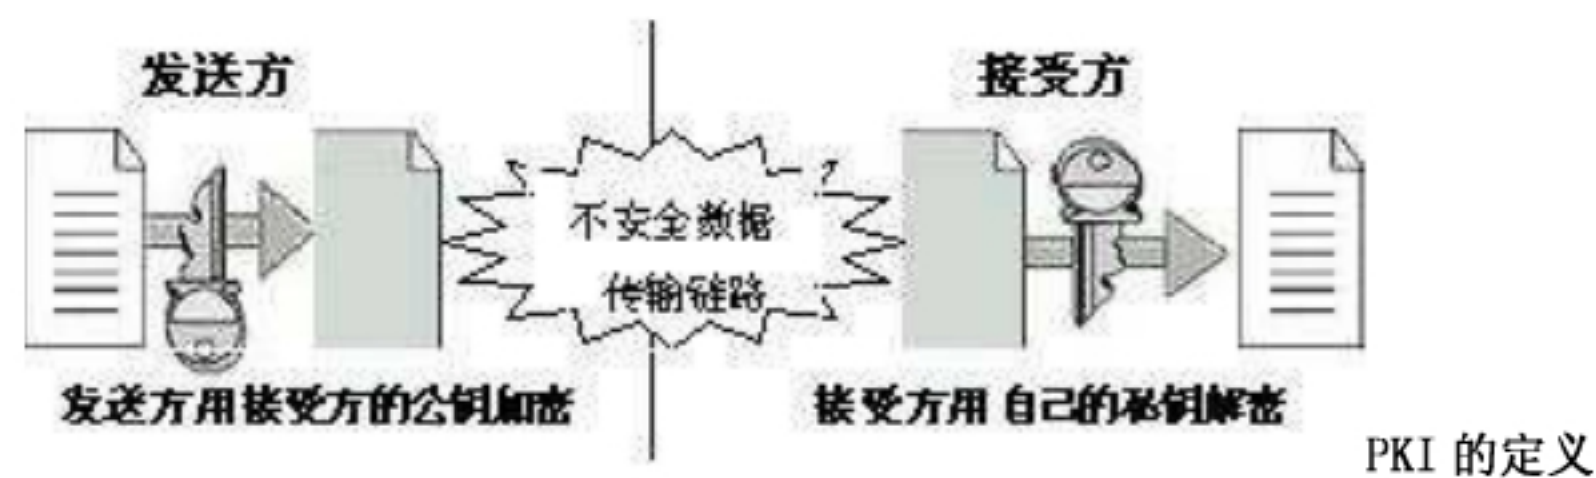 发送方
接受方
不安全数据
传输链路
发送方用接受方的公钥加密
接受方用自己的私钥解密
PKI 的定义